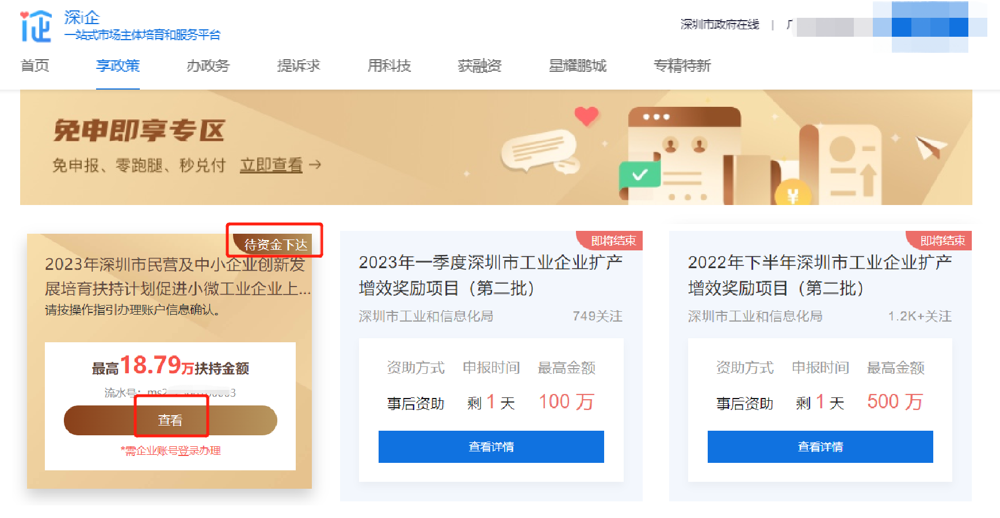 深i企
一站式市场主体培育和服务平台
深圳市政府在线 |
首页 享政策 办政务 提诉求 用科技 获融资 星耀鹏城 专精特新
免申即享专区
免申报、零跑腿、秒兑付 立即查看 →
待资金下达
2023年深圳市民营及中小企业创新发
展培育扶持计划促进小微工业企业上...
请按操作指引办理账户信息确认。
最高18.79万扶持金额
流水号：
查看
*需企业账号登录办理
即将结束
2023年一季度深圳市工业企业扩产
增效奖励项目（第二批）
深圳市工业和信息化局 749关注
资助方式 申报时间 最高金额
事后资助 剩 1 天 100 万
查看详情
即将结束
2022年下半年深圳市工业企业扩产
增效奖励项目（第二批）
深圳市工业和信息化局 1.2K+关注
资助方式 申报时间 最高金额
事后资助 剩 1 天 500 万
查看详情